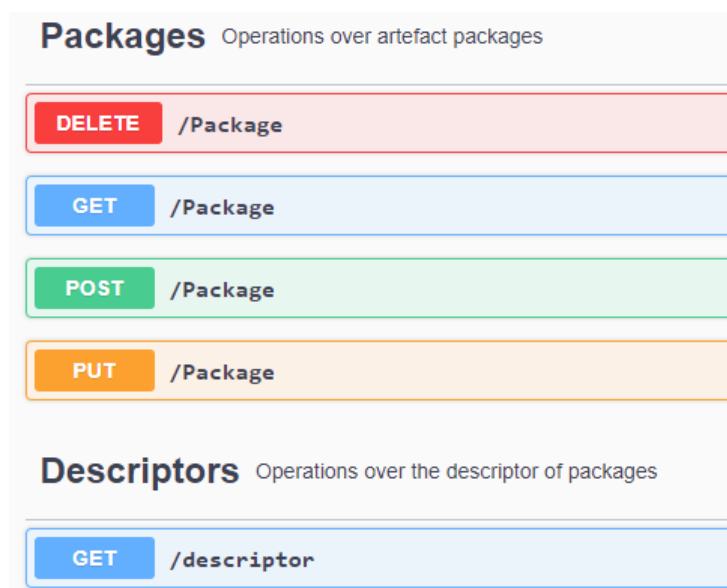 Packages Operations over artefact packages
DELETE /Package
GET /Package
POST /Package
PUT /Package
Descriptors Operations over the descriptor of packages
GET /descriptor